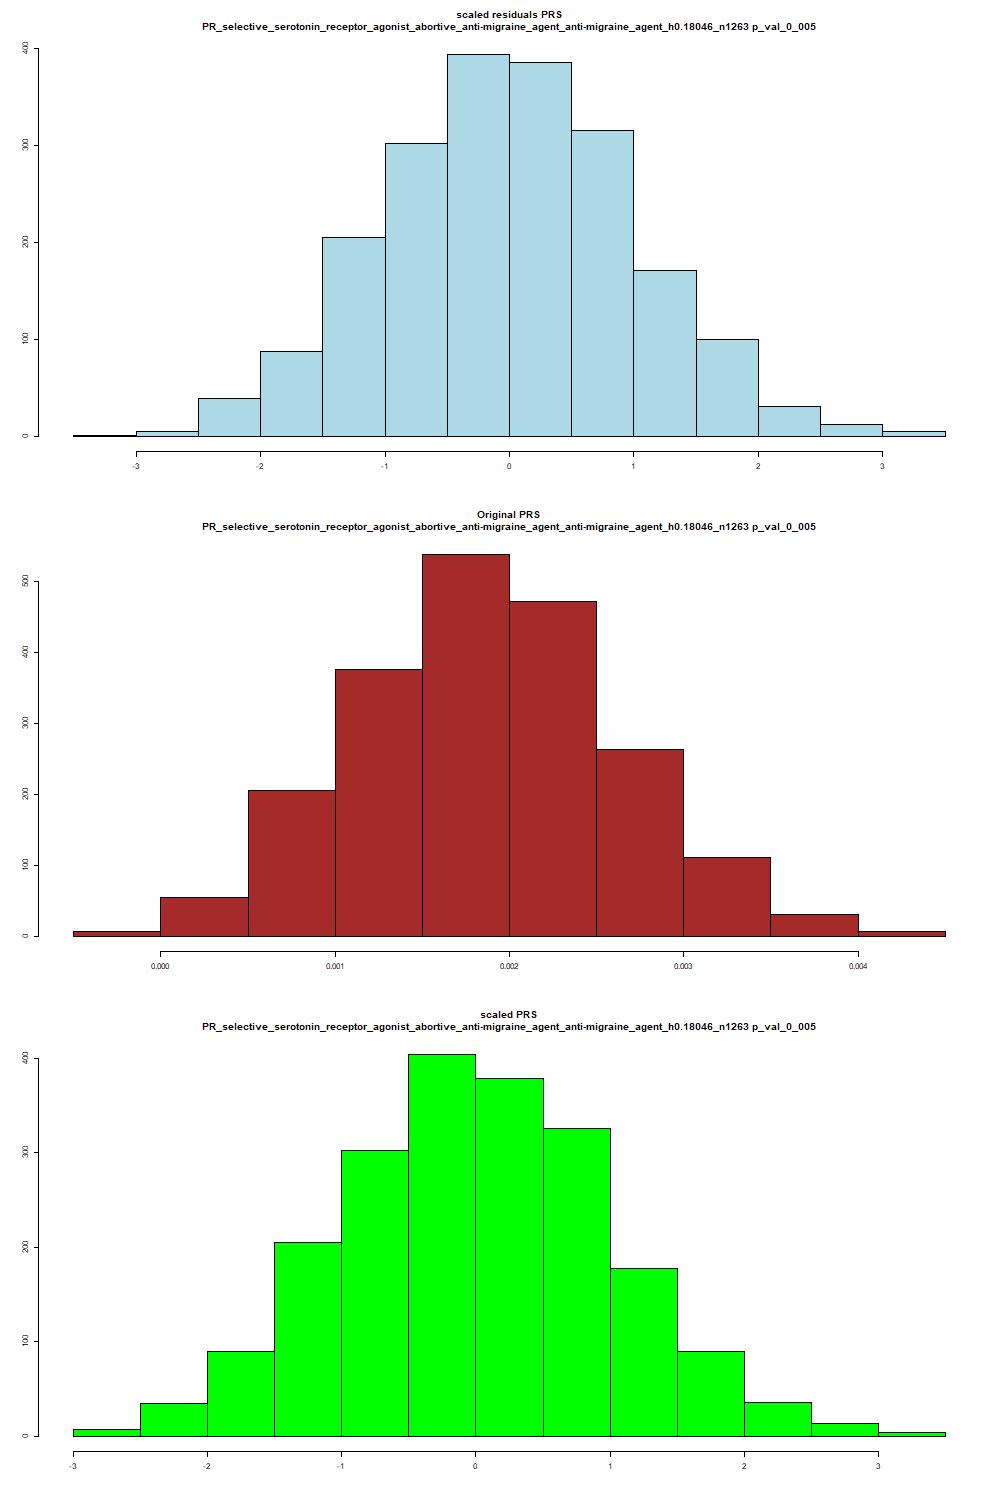 scaled residuals PRS
PR_selective_serotonin_receptor_agonist_abortive_anti-migraine_agent_anti-migraine_agent_h0.18046_n1263 p_val_0_005
400
300
200
100
0
-3 -2 -1 0 1 2 3
Original PRS
PR_selective_serotonin_receptor_agonist_abortive_anti-migraine_agent_anti-migraine_agent_h0.18046_n1263 p_val_0_005
500
400
300
200
100
0
0.000 0.001 0.002 0.003 0.004
scaled PRS
PR_selective_serotonin_receptor_agonist_abortive_anti-migraine_agent_anti-migraine_agent_h0.18046_n1263 p_val_0_005
400
300
200
100
0
-3 -2 -1 0 1 2 3